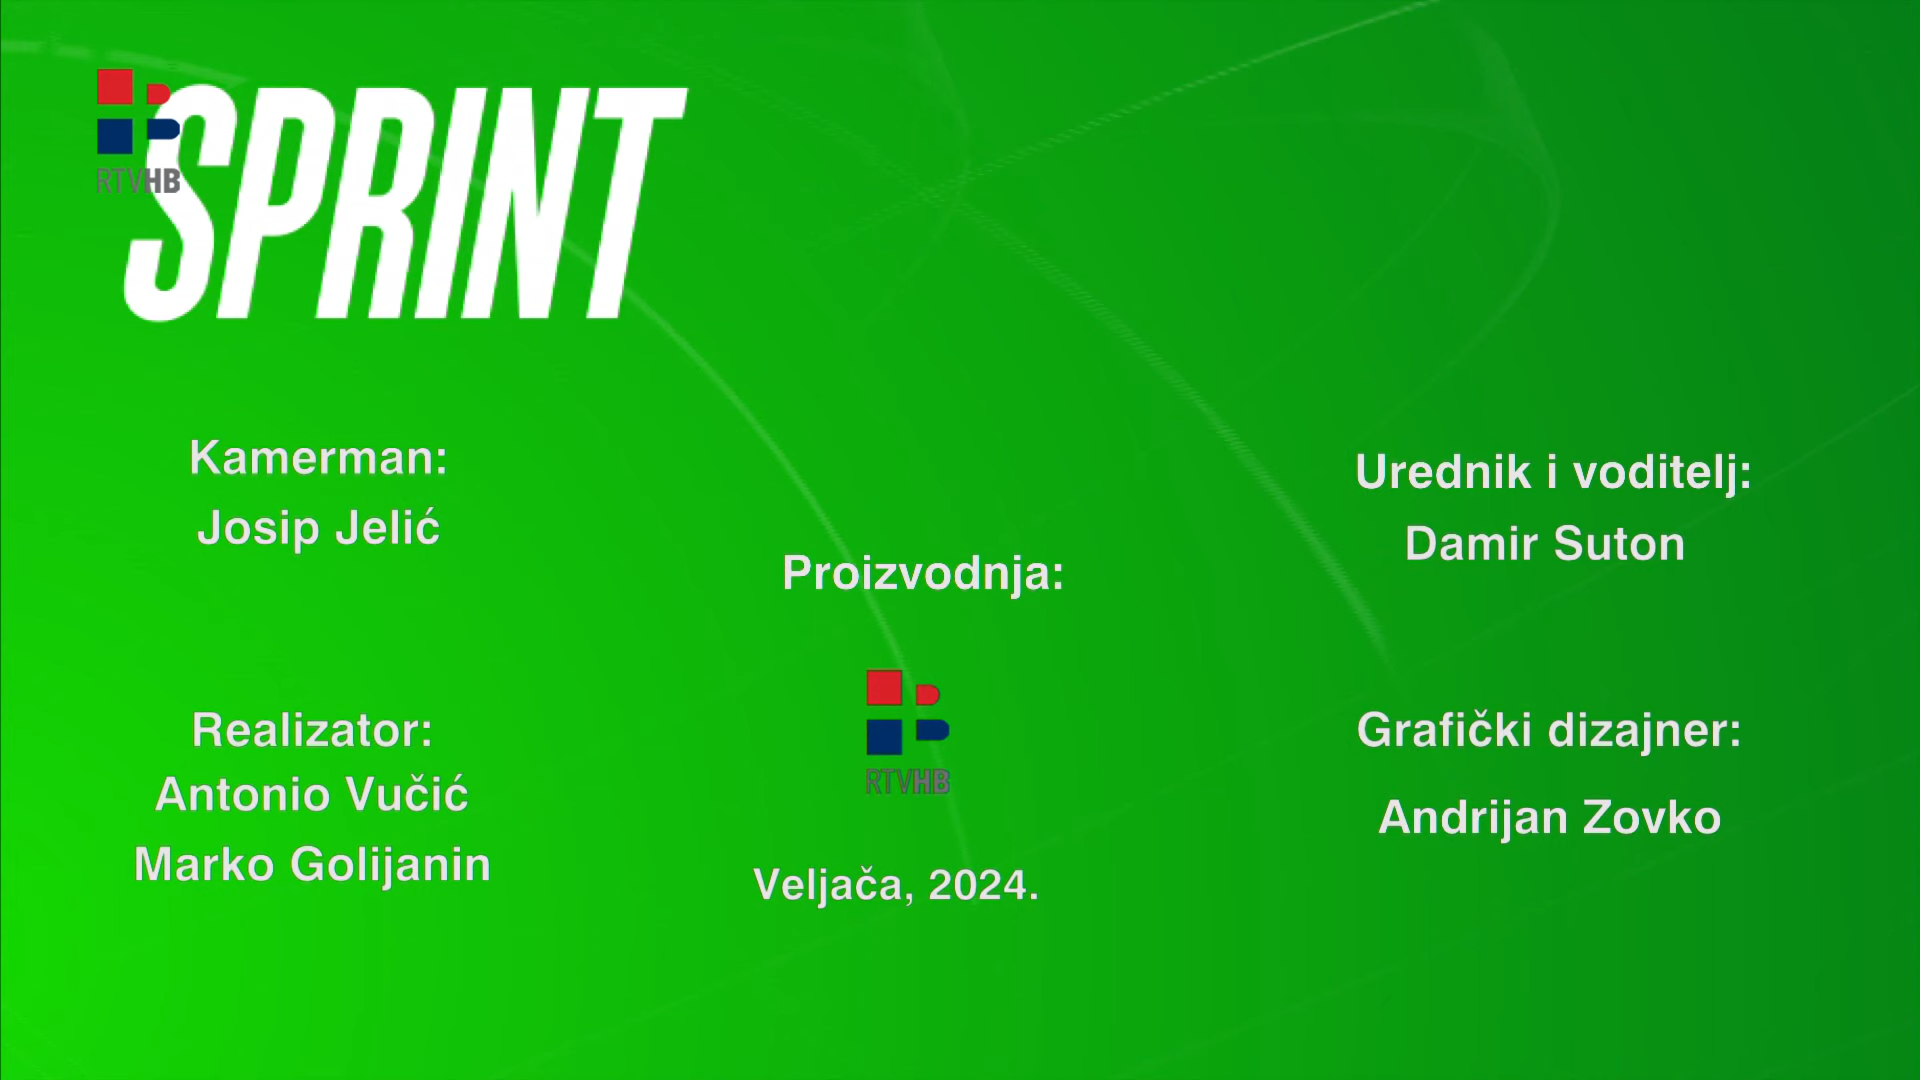 RTVHB
SPRINT
Kamerman:
Josip Jelić
Realizator:
Antonio Vučić
Marko Golijanin
Proizvodnja:
RTVHB
Veljača, 2024.
Urednik i voditelj:
Damir Suton
Grafički dizajner:
Andrijan Zovko